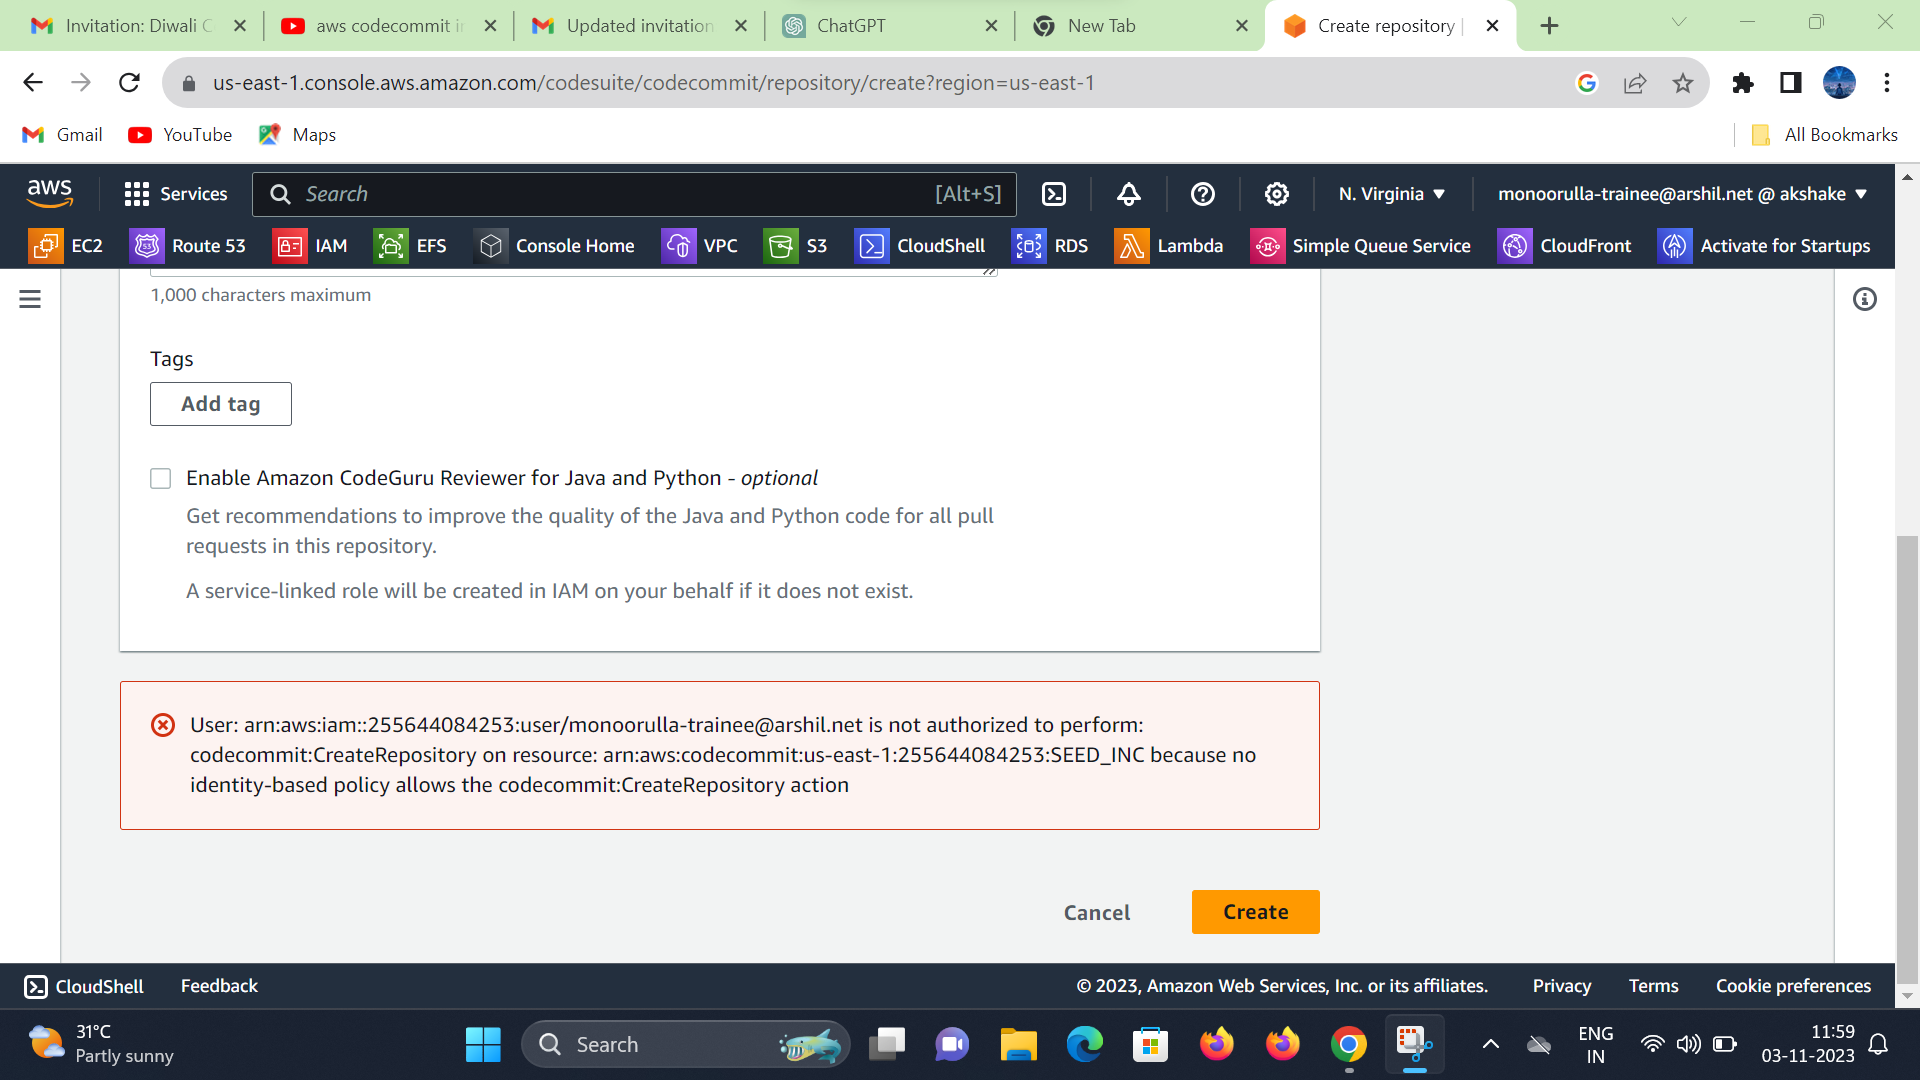 Invitation: Diwali C
aws codecommit in
Updated invitation
ChatGPT
New Tab
Create repository |
us-east-1.console.aws.amazon.com/codesuite/codecommit/repository/create?region=us-east-1
Gmail
YouTube
Maps
All Bookmarks
aws
Services
Search
[Alt+S]
N. Virginia
monoorulla-trainee@arshil.net @ akshake
EC2
Route 53
IAM
EFS
Console Home
VPC
S3
CloudShell
RDS
Lambda
Simple Queue Service
CloudFront
Activate for Startups
1,000 characters maximum
Tags
Add tag
Enable Amazon CodeGuru Reviewer for Java and Python - optional
Get recommendations to improve the quality of the Java and Python code for all pull
requests in this repository.
A service-linked role will be created in IAM on your behalf if it does not exist.
User: arn:aws:iam::255644084253:user/monoorulla-trainee@arshil.net is not authorized to perform:
codecommit:CreateRepository on resource: arn:aws:codecommit:us-east-1:255644084253:SEED_INC because no
identity-based policy allows the codecommit:CreateRepository action
Cancel
Create
CloudShell
Feedback
© 2023, Amazon Web Services, Inc. or its affiliates.
Privacy
Terms
Cookie preferences
31°C
Partly sunny
Search
ENG
IN
11:59
03-11-2023